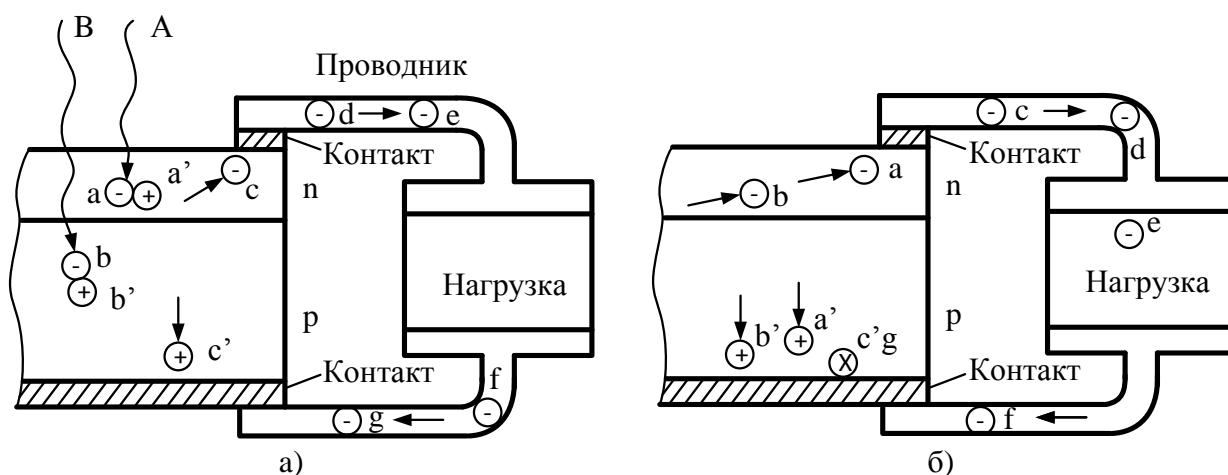 B A
Проводник
- d - e
Контакт
a - + a’ - c n
- b
+ b’
Нагрузка
p
+ c’
Контакт
f
- g -
а)
- c -
d
Контакт
- b - a n
- e
Нагрузка
p
b’ a’ c’g
+ + X
Контакт
- f
б)